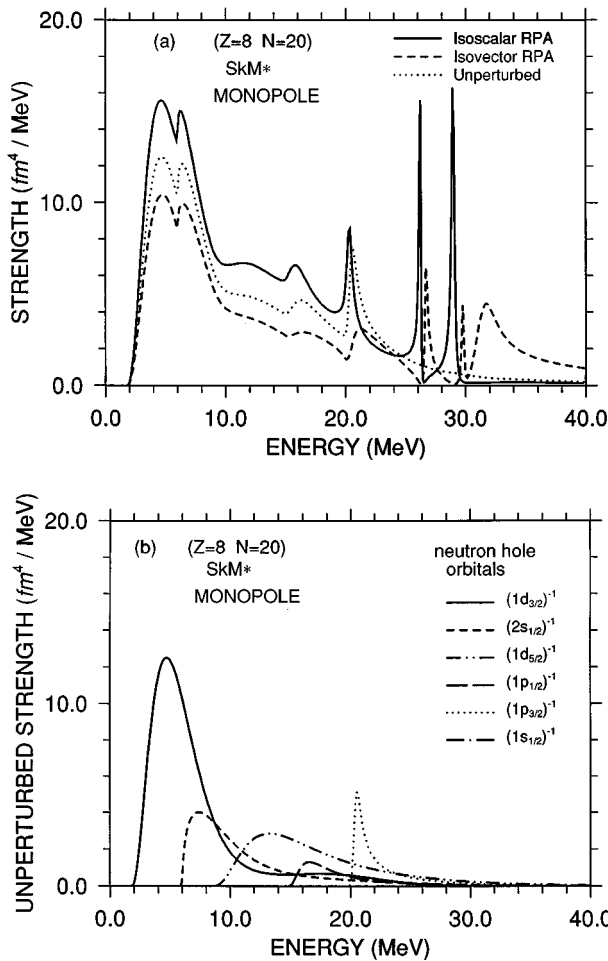 (a) (Z=8 N=20)
SkM*
MONOPOLE
Isoscalar RPA
Isovector RPA
Unperturbed
STRENGTH (fm⁴ / MeV)
20.0
10.0
0.0
0.0 10.0 20.0 30.0 40.0
ENERGY (MeV)
(b) (Z=8 N=20)
SkM*
MONOPOLE
neutron hole
orbitals
(1d₃/₂)⁻¹
(2s₁/₂)⁻¹
(1d₅/₂)⁻¹
(1p₁/₂)⁻¹
(1p₃/₂)⁻¹
(1s₁/₂)⁻¹
UNPERTURBED STRENGTH (fm⁴ / MeV)
20.0
10.0
0.0
0.0 10.0 20.0 30.0 40.0
ENERGY (MeV)